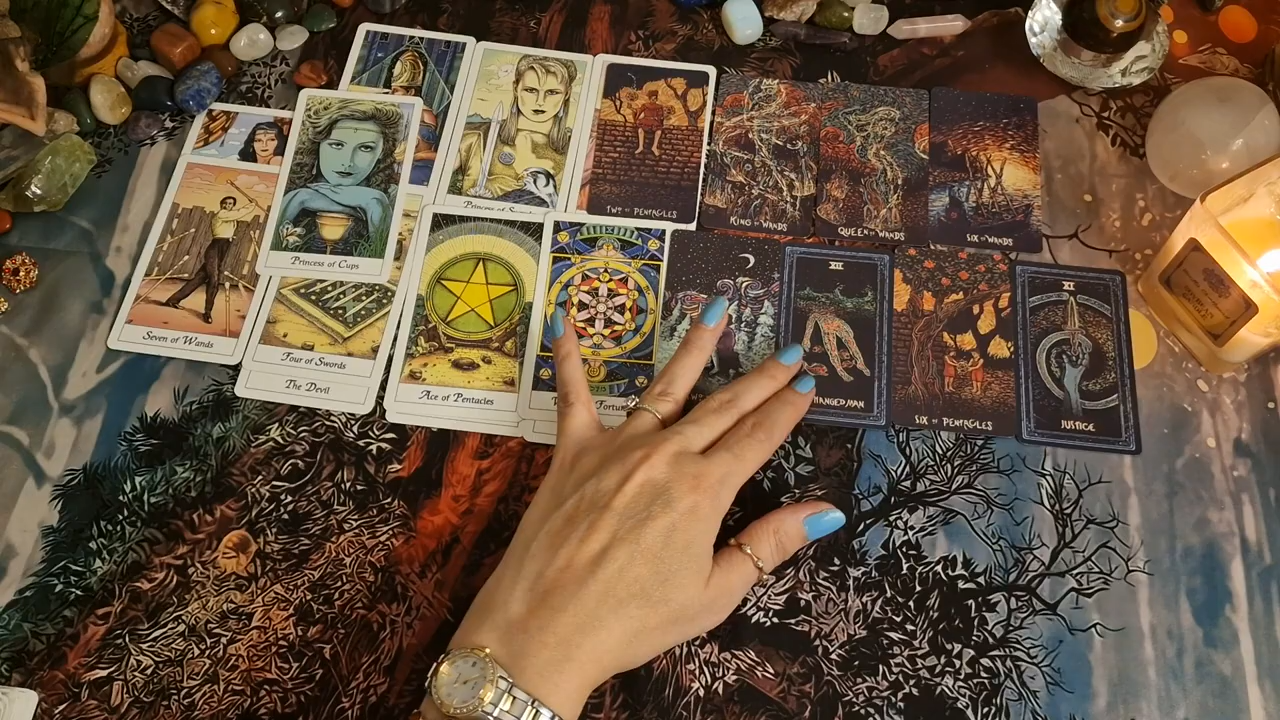 Princess of Swords
TWO OF PENTACLES
KING OF WANDS
QUEEN OF WANDS
SIX OF WANDS
Princess of Cups
XII
XI
Seven of Wands
Four of Swords
The Devil
Ace of Pentacles
Fortune
HANGED MAN
SIX OF PENTACLES
JUSTICE